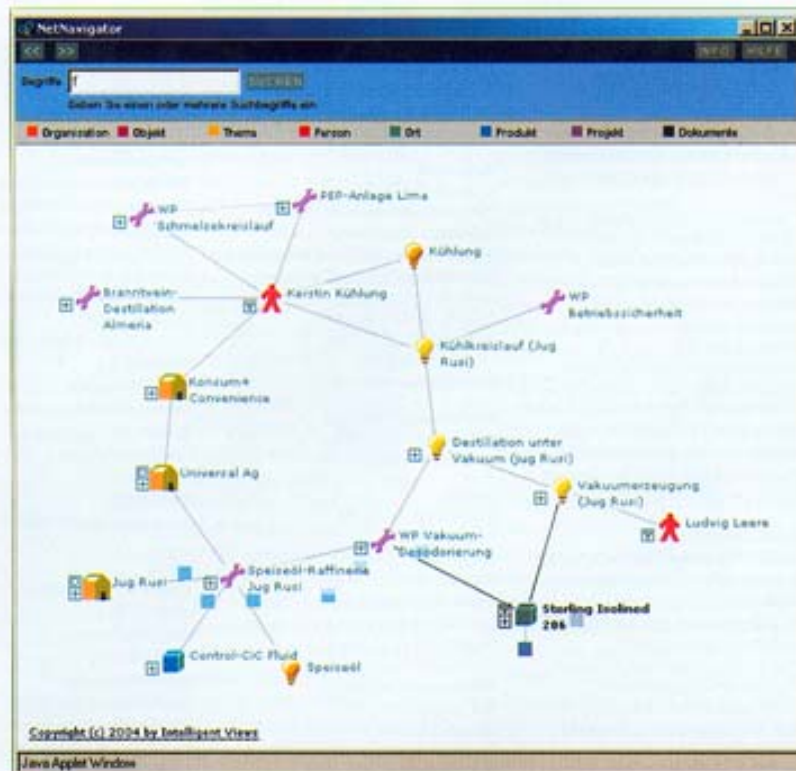 NetNavigator
<< >> INFO HILFE
Begriffe f SUCHEN
Geben Sie einen oder mehrere Suchbegriffe ein
Organisation Objekt Thema Person Ort Produkt Projekt Dokumente
PEP-Anlage Lima
WP
Schmelzekreislauf
Kühlung
Branntwein-
Destillation
Almeria
Kerstin Kühlung
WP
Betriebssicherheit
Kühlkreislauf (Jug
Rusi)
Konsum+
Convenience
Destillation unter
Vakuum (Jug Rusi)
Universal Ag
Vakuumerzeugung
(Jug Rusi)
Ludwig Leere
WP Vakuum-
Desodorierung
Jug Rusi
Speiseöl-Raffinerie
Jug Rusi
Sterling Isolined
206
Control-CiC Fluid
Speiseöl
Copyright (c) 2004 by Intelligent Views
Java Applet Window